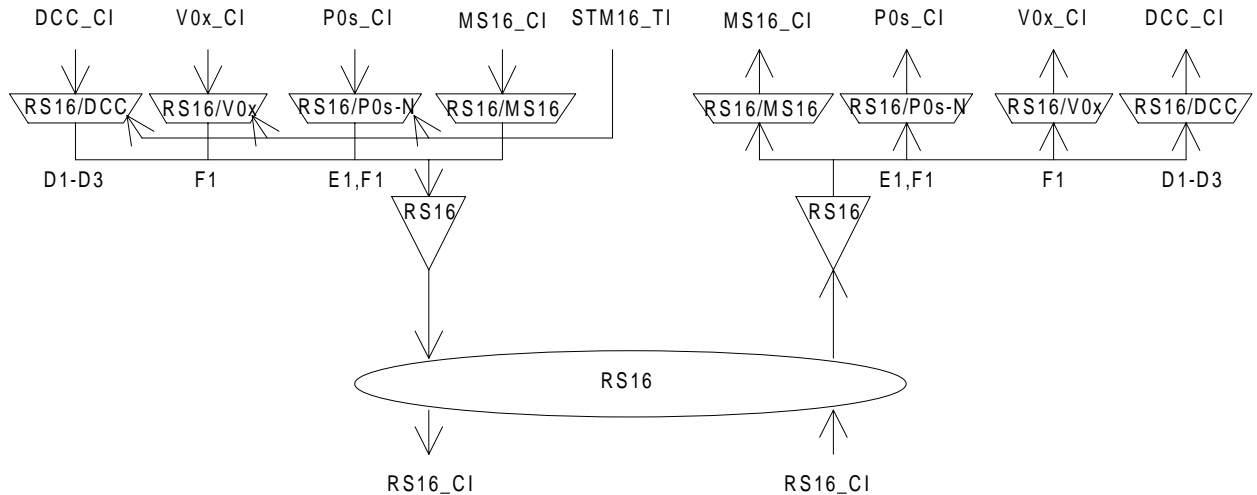 DCC_CI V0x_CI P0s_CI MS16_CI STM16_TI MS16_CI P0s_CI V0x_CI DCC_CI
RS16/DCC RS16/V0x RS16/P0s-N RS16/MS16 RS16/MS16 RS16/P0s-N RS16/V0x RS16/DCC
D1-D3 F1 E1,F1 E1,F1 F1 D1-D3
RS16 RS16
RS16
RS16_CI RS16_CI